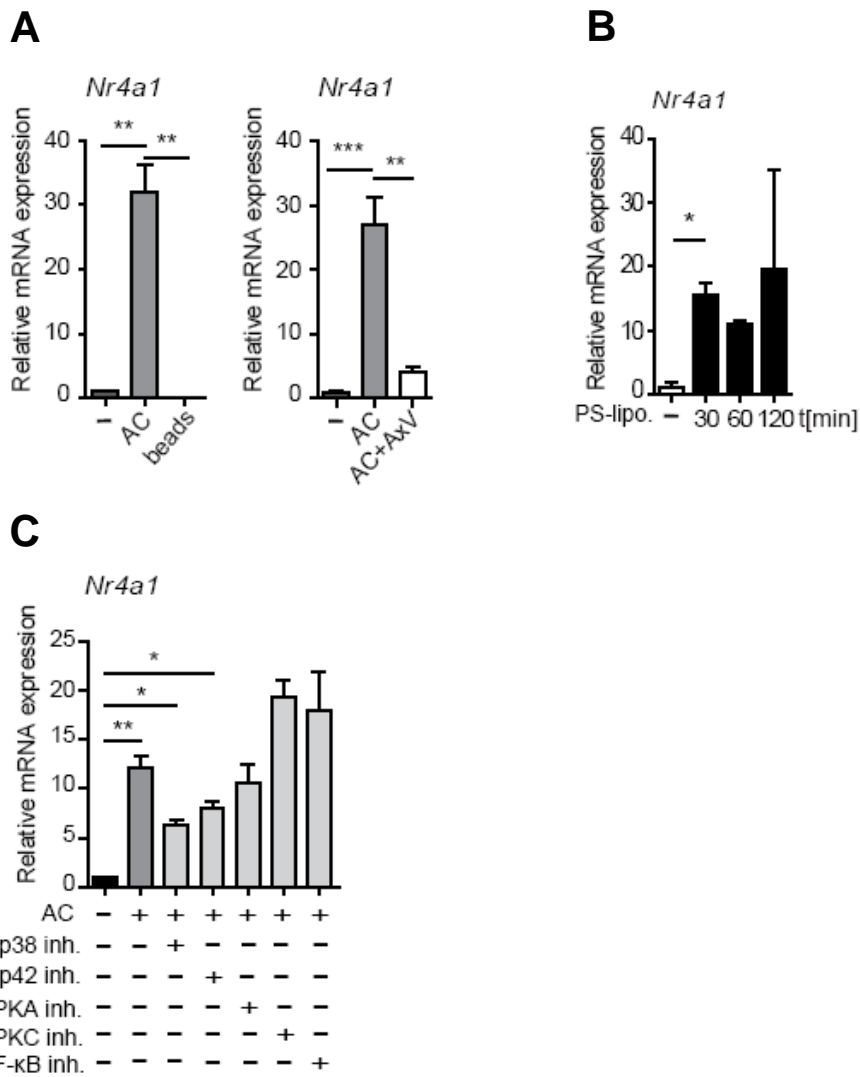 A
B
Nr4a1
Nr4a1
Nr4a1
Relative mRNA expression
40
30
20
10
0
** **
– AC beads
Relative mRNA expression
40
30
20
10
0
*** **
– AC AC+AxV
Relative mRNA expression
40
30
20
10
0
*
PS-lipo. – 30 60 120 t[min]
C
Nr4a1
Relative mRNA expression
25
20
15
10
5
0
*
*
**
AC – + + + + + +
p38 inh. – – + – – – –
p42 inh. – – – + – – –
PKA inh. – – – – + – –
PKC inh. – – – – – + –
F-κB inh. – – – – – – +